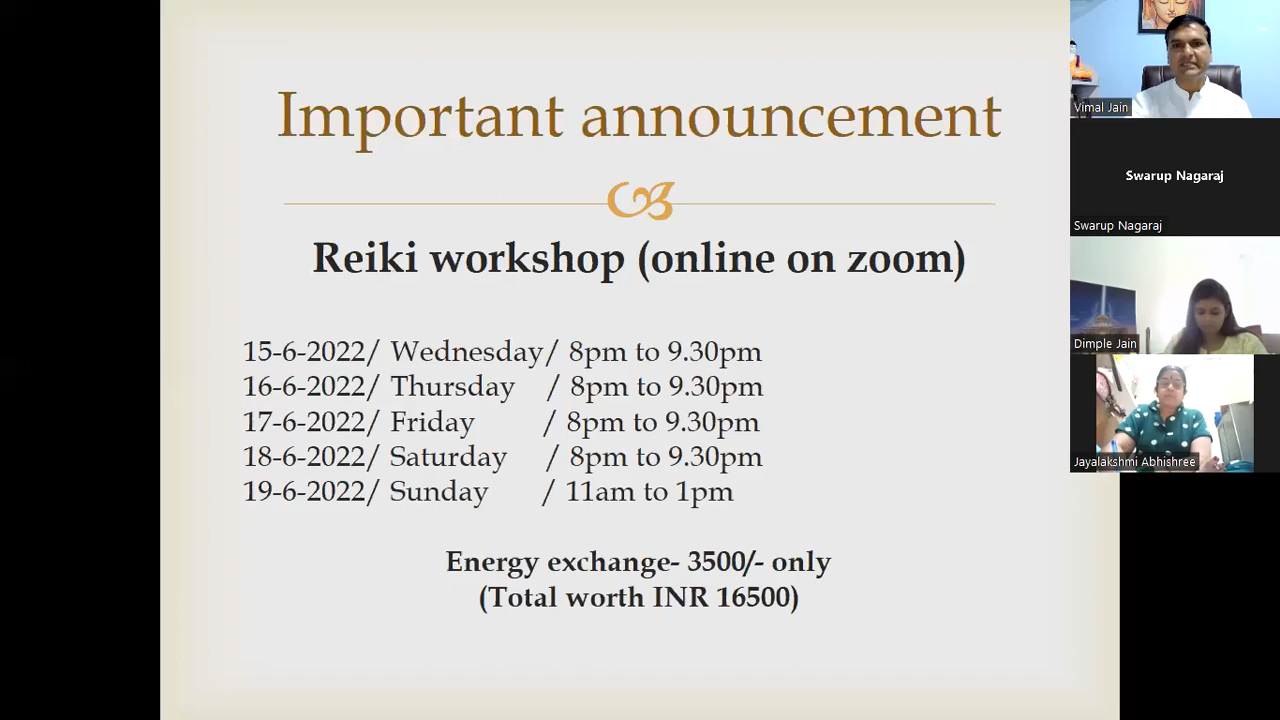 Important announcement
Reiki workshop (online on zoom)
15-6-2022/ Wednesday/ 8pm to 9.30pm
16-6-2022/ Thursday / 8pm to 9.30pm
17-6-2022/ Friday / 8pm to 9.30pm
18-6-2022/ Saturday / 8pm to 9.30pm
19-6-2022/ Sunday / 11am to 1pm
Energy exchange- 3500/- only
(Total worth INR 16500)
Vimal Jain
Swarup Nagaraj
Swarup Nagaraj
Dimple Jain
Jayalakshmi Abhishree